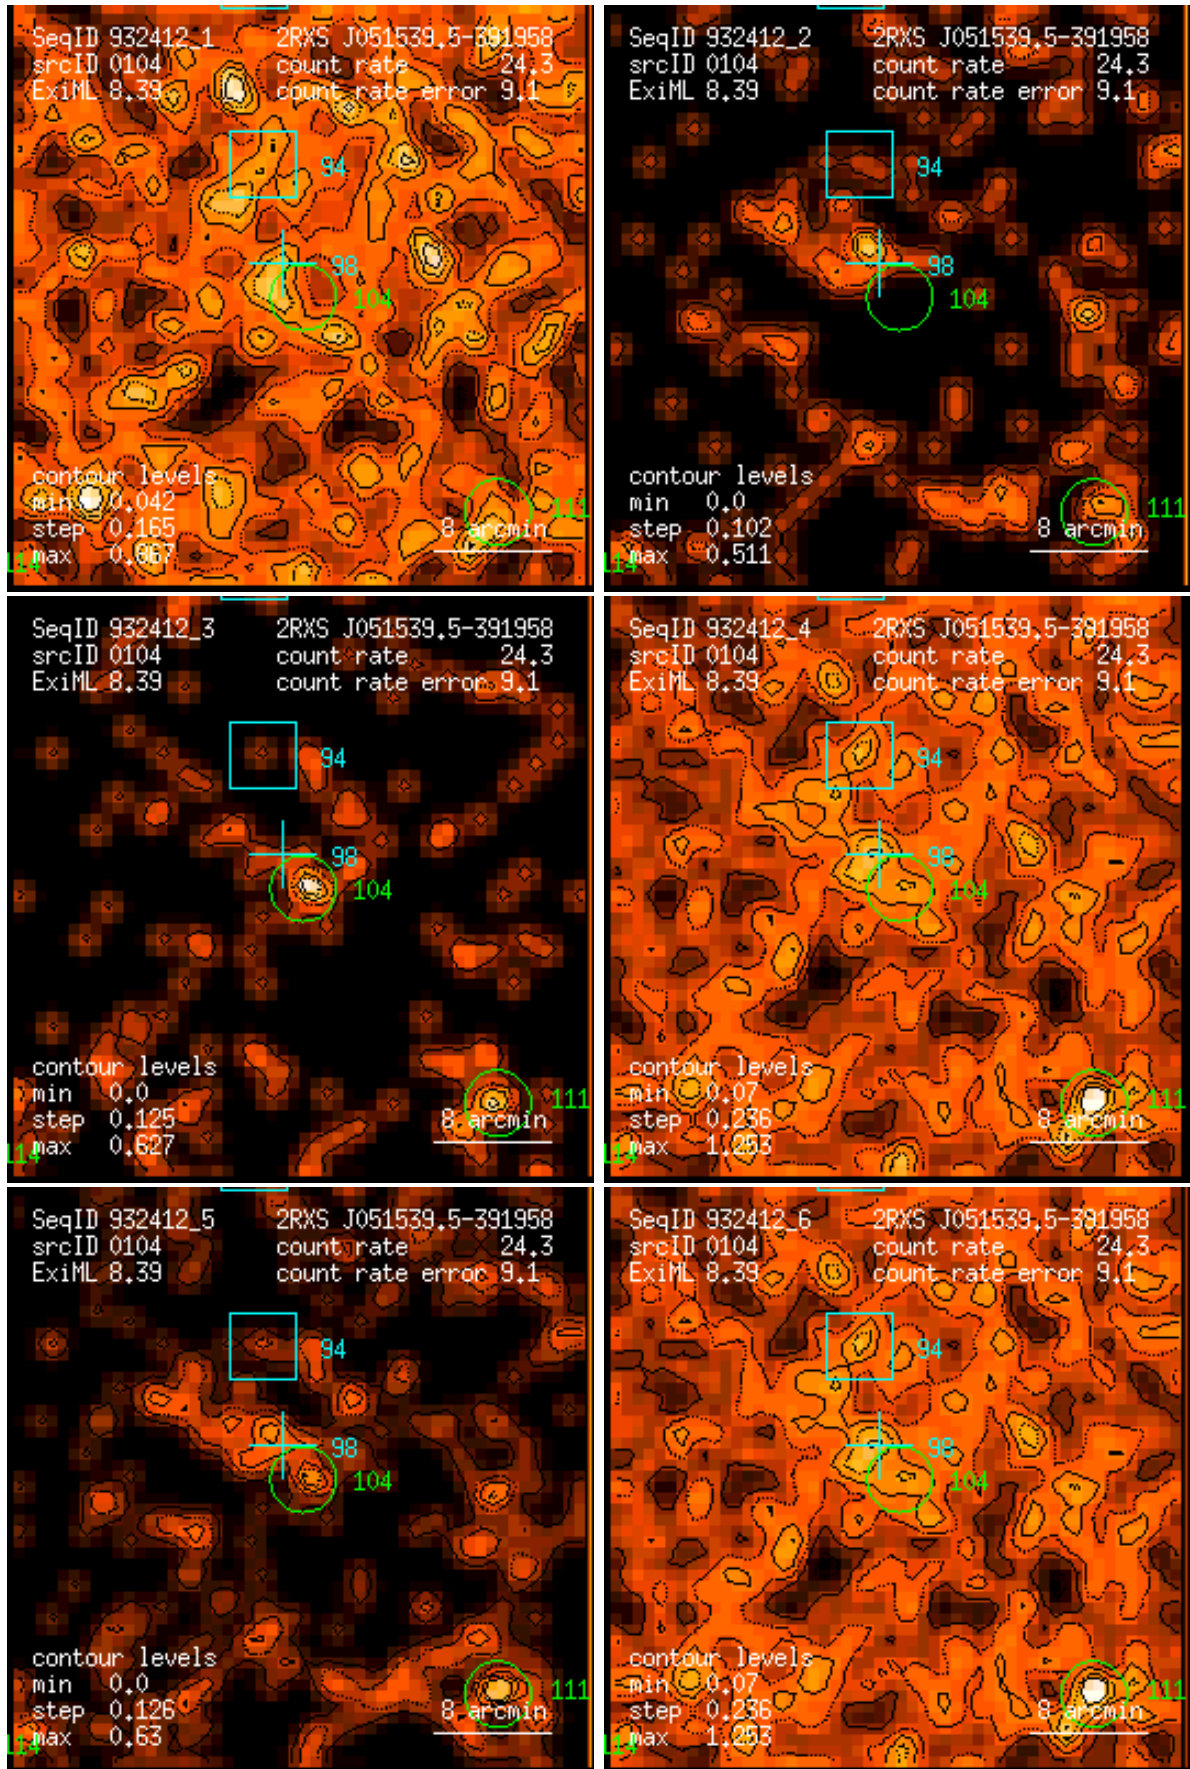 SeqID 932412_1 2RXS J051539.5-391958
srcID 0104 count rate 24.3
ExiML 8.39 count rate error 9.1
94
98
104
contour levels
min 0.042
step 0.165 111
8 arcmin
max 0.867
114
SeqID 932412_2 2RXS J051539.5-391958
srcID 0104 count rate 24.3
ExiML 8.39 count rate error 9.1
94
98
104
contour levels
min 0.0
step 0.102 111
8 arcmin
max 0.511
114
SeqID 932412_3 2RXS J051539.5-391958
srcID 0104 count rate 24.3
ExiML 8.39 count rate error 9.1
94
98
104
contour levels
min 0.0
step 0.125 111
8 arcmin
max 0.627
114
SeqID 932412_4 2RXS J051539.5-391958
srcID 0104 count rate 24.3
ExiML 8.39 count rate error 9.1
94
98
104
contour levels
min 0.07
step 0.236 111
8 arcmin
max 1.253
114
SeqID 932412_5 2RXS J051539.5-391958
srcID 0104 count rate 24.3
ExiML 8.39 count rate error 9.1
94
98
104
contour levels
min 0.0
step 0.126 111
8 arcmin
max 0.63
114
SeqID 932412_6 2RXS J051539.5-391958
srcID 0104 count rate 24.3
ExiML 8.39 count rate error 9.1
94
98
104
contour levels
min 0.07
step 0.236 111
8 arcmin
max 1.253
114